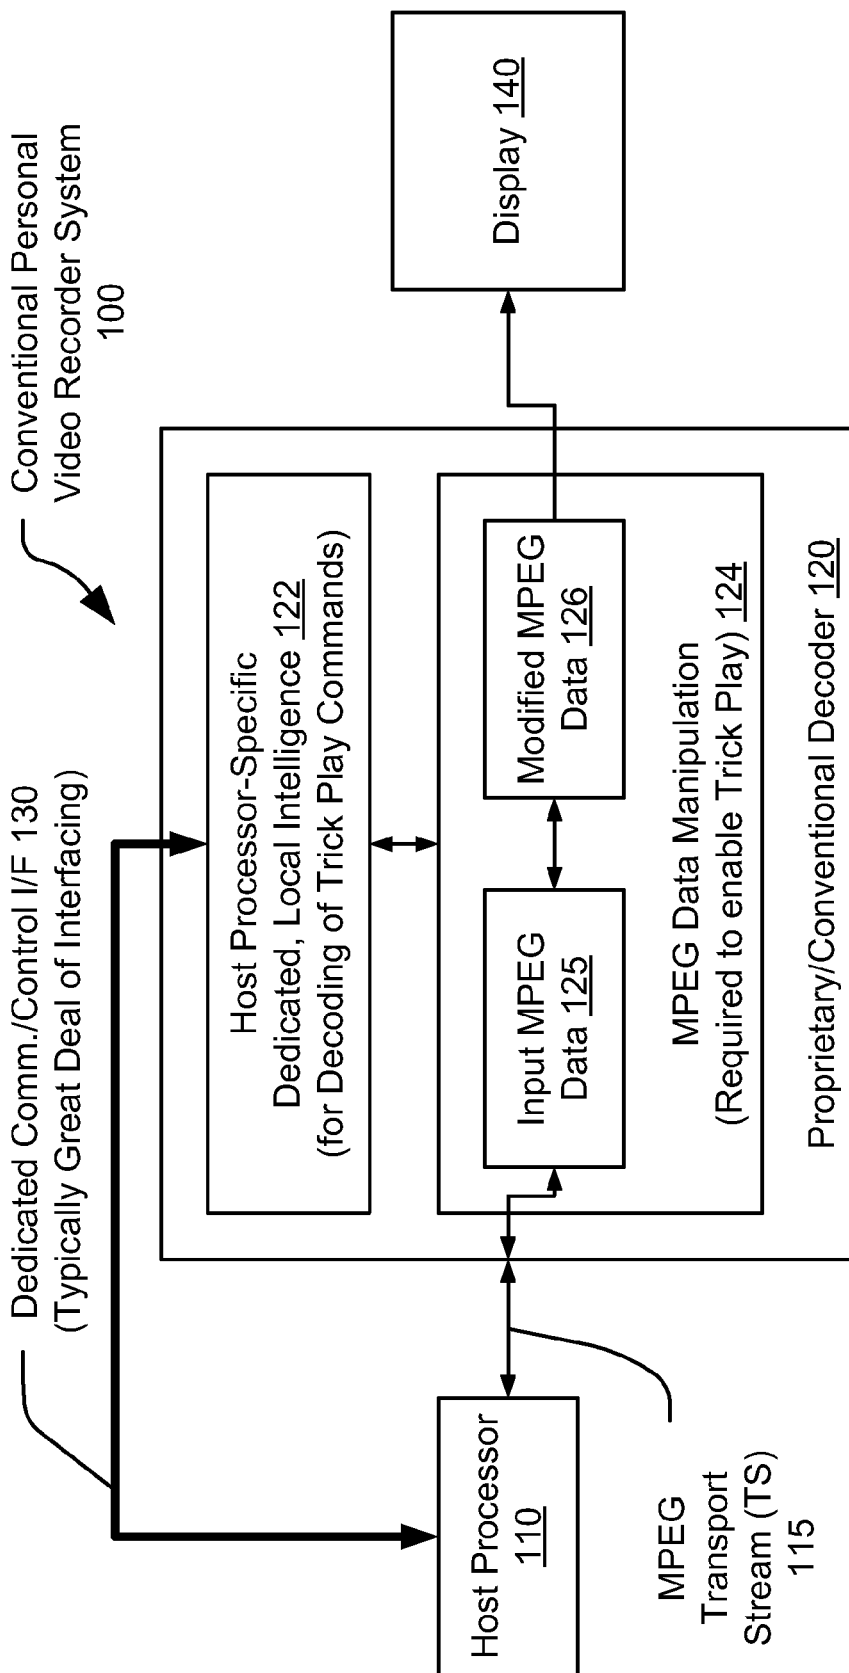 Conventional Personal
Video Recorder System
100
Dedicated Comm./Control I/F 130
(Typically Great Deal of Interfacing)
Host Processor-Specific
Dedicated, Local Intelligence 122
(for Decoding of Trick Play Commands)
Host Processor
110
MPEG
Transport
Stream (TS)
115
Input MPEG
Data 125
Modified MPEG
Data 126
MPEG Data Manipulation
(Required to enable Trick Play) 124
Proprietary/Conventional Decoder 120
Display 140